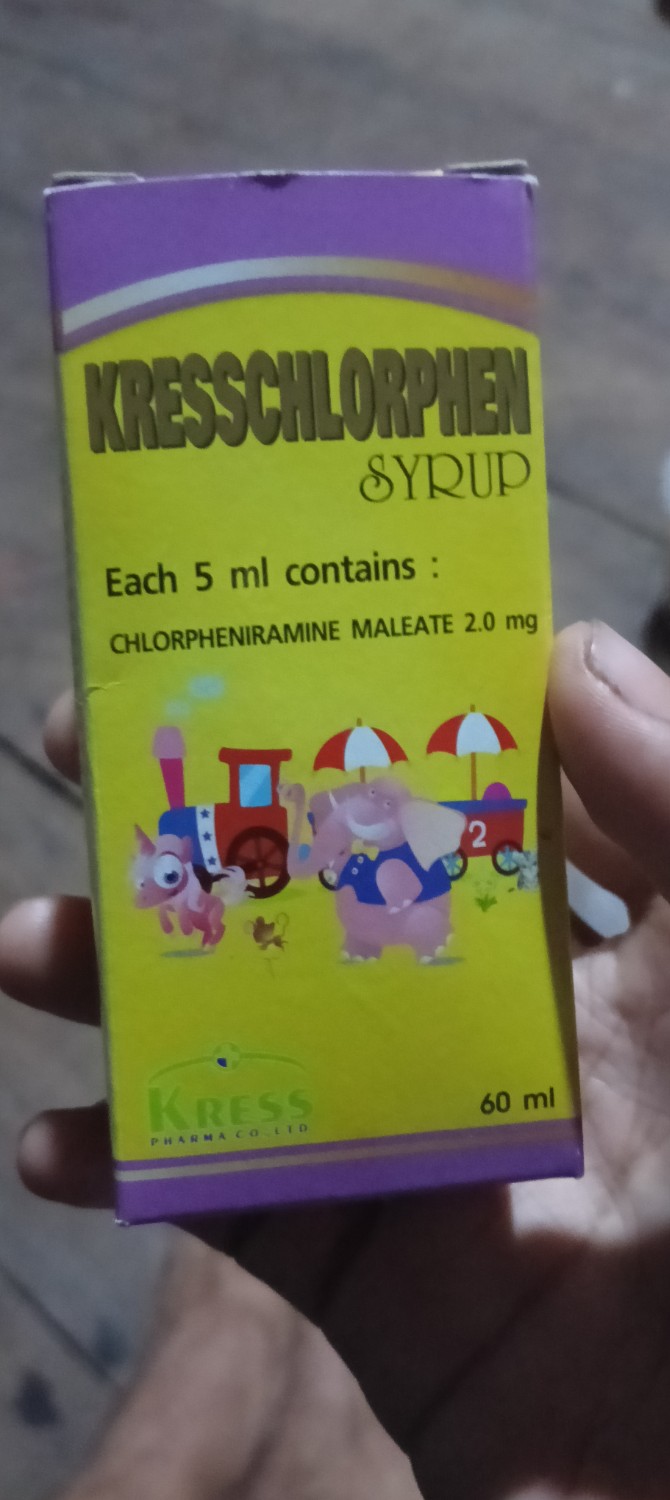 KRESSCHLORPHEN
SYRUP
Each 5 ml contains :
CHLORPHENIRAMINE MALEATE 2.0 mg
2
KRESS
PHARMA CO.,LTD
60 ml